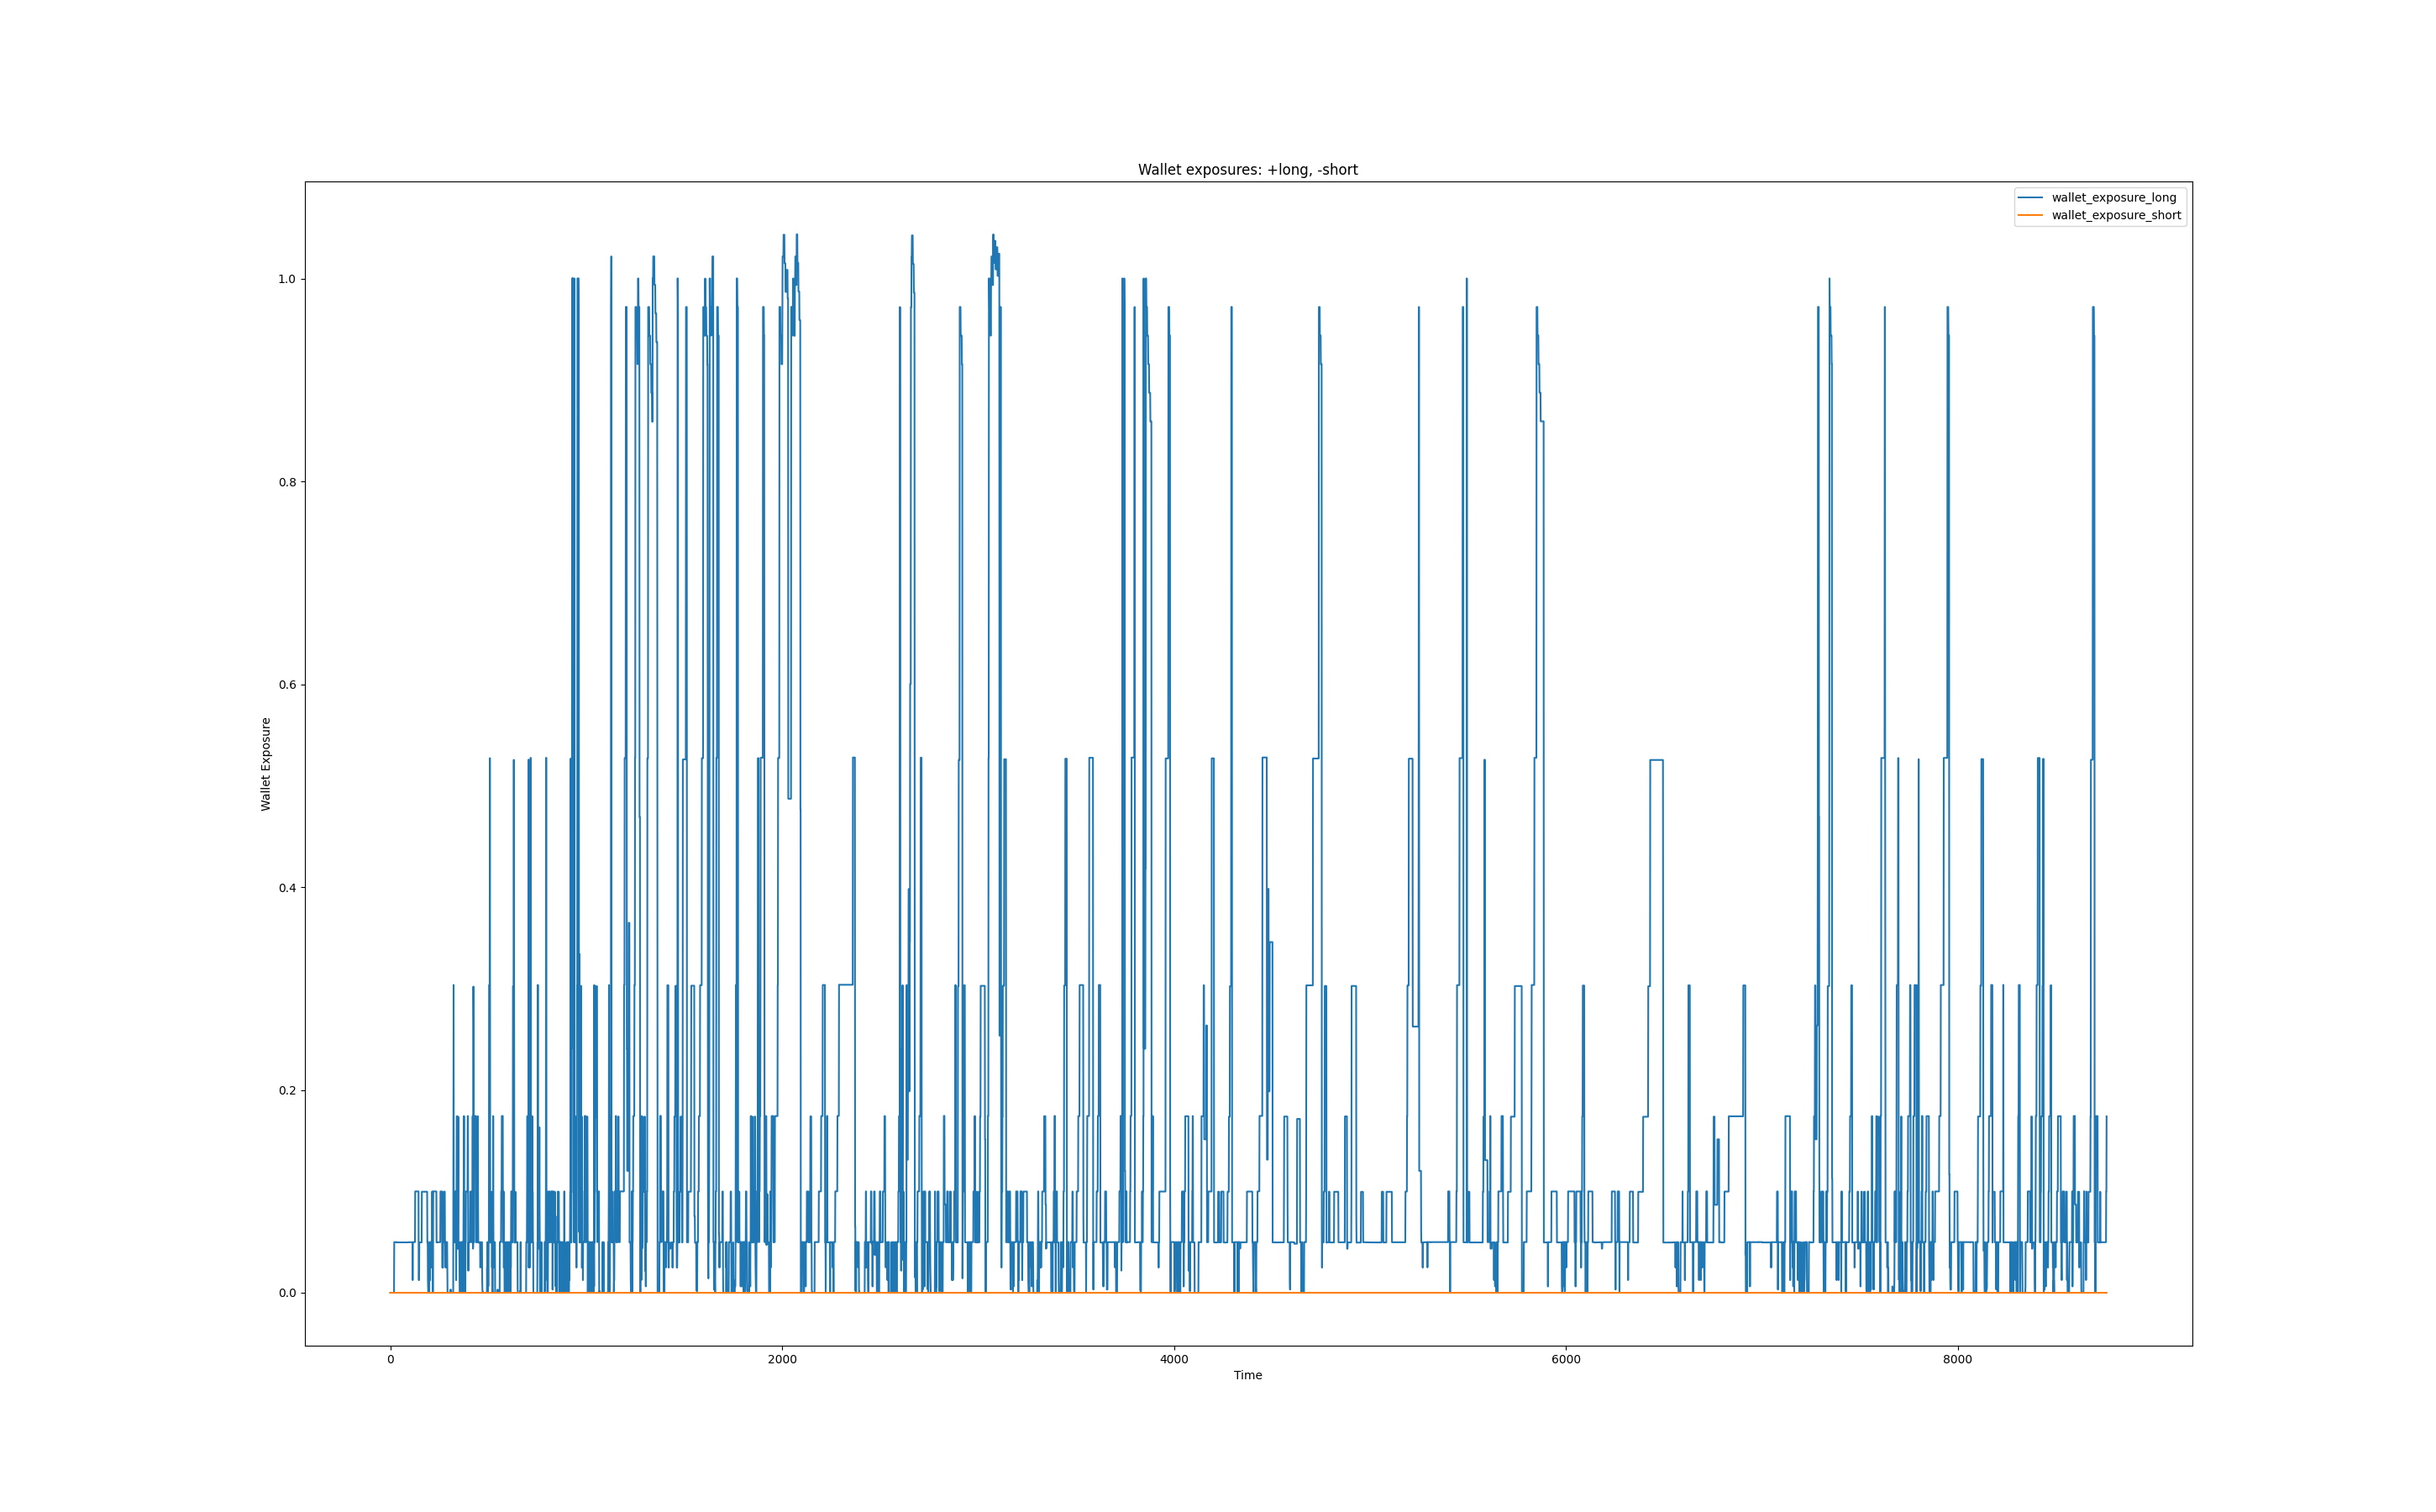 Wallet exposures: +long, -short
wallet_exposure_long
wallet_exposure_short
1.0
0.8
0.6
0.4
0.2
0.0
Wallet Exposure
0 2000 4000 6000 8000
Time